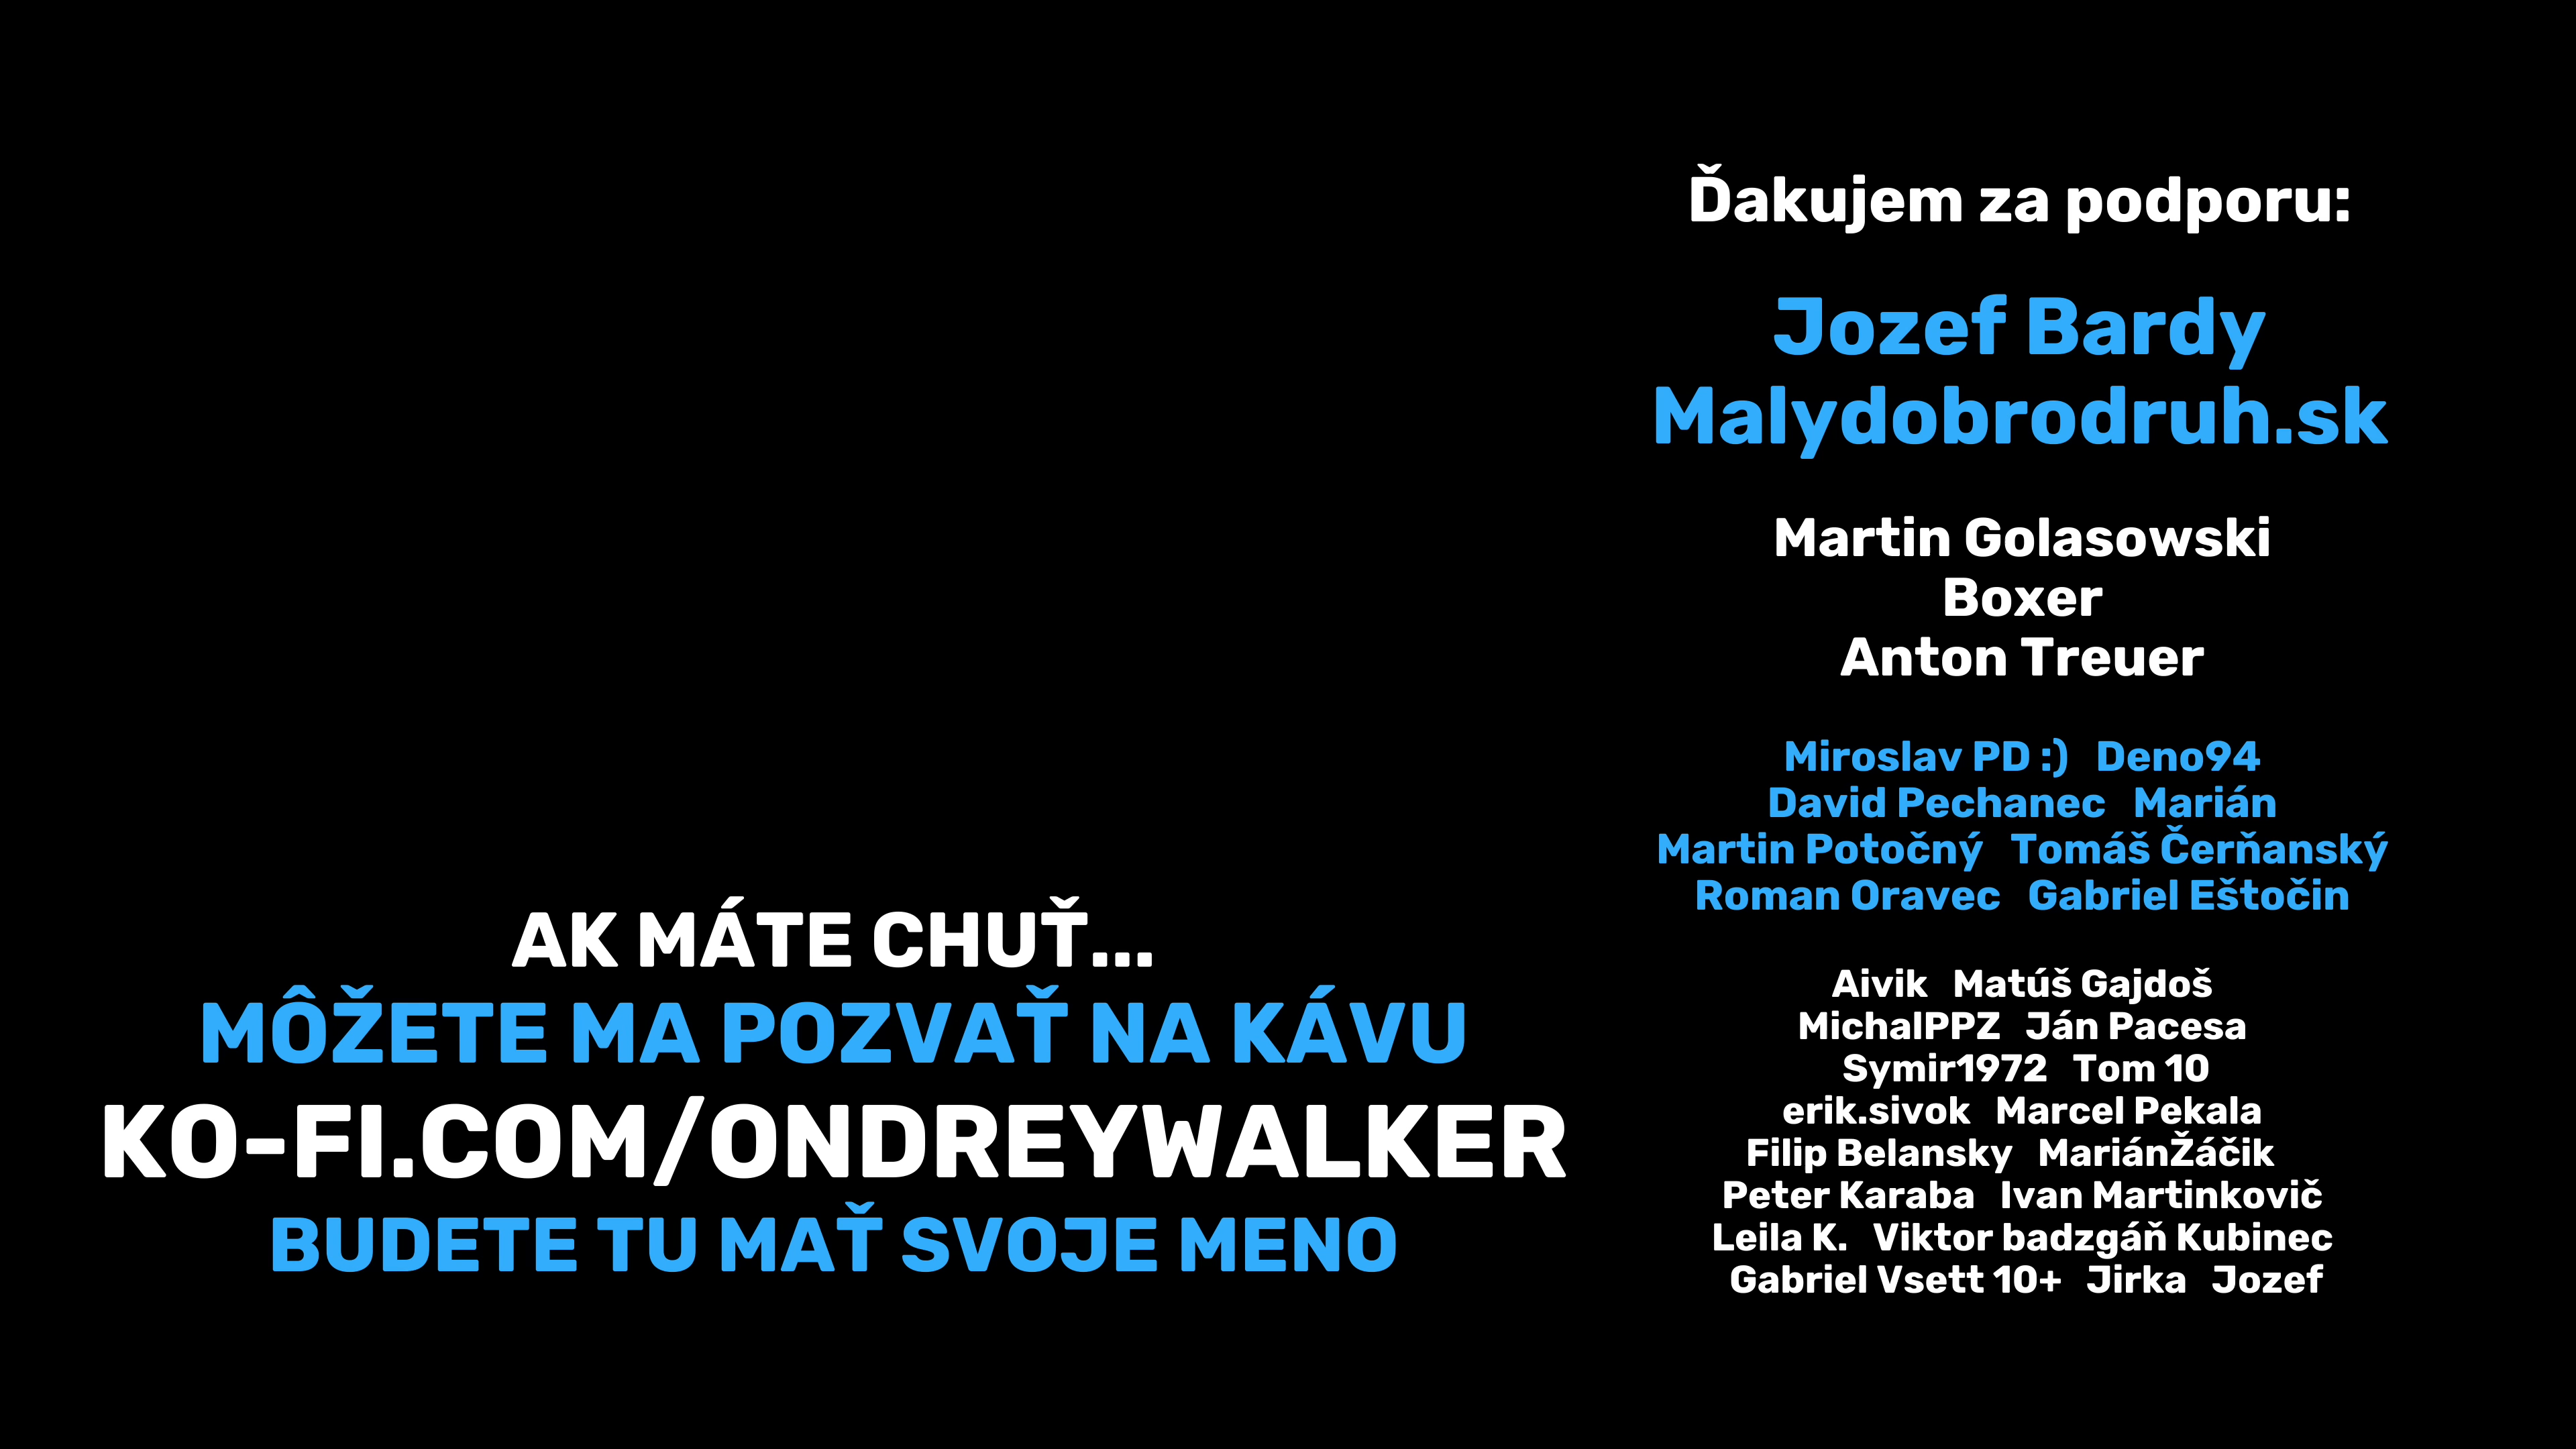 Ďakujem za podporu:
Jozef Bardy
Malydobrodruh.sk
Martin Golasowski
Boxer
Anton Treuer
Miroslav PD :) Deno94
David Pechanec Marián
Martin Potočný Tomáš Čerňanský
Roman Oravec Gabriel Eštočin
Aivik Matúš Gajdoš
MichalPPZ Ján Pacesa
Symir1972 Tom 10
erik.sivok Marcel Pekala
Filip Belansky MariánŽáčik
Peter Karaba Ivan Martinkovič
Leila K. Viktor badzgáň Kubinec
Gabriel Vsett 10+ Jirka Jozef
AK MÁTE CHUŤ...
MÔŽETE MA POZVAŤ NA KÁVU
KO-FI.COM/ONDREYWALKER
BUDETE TU MAŤ SVOJE MENO